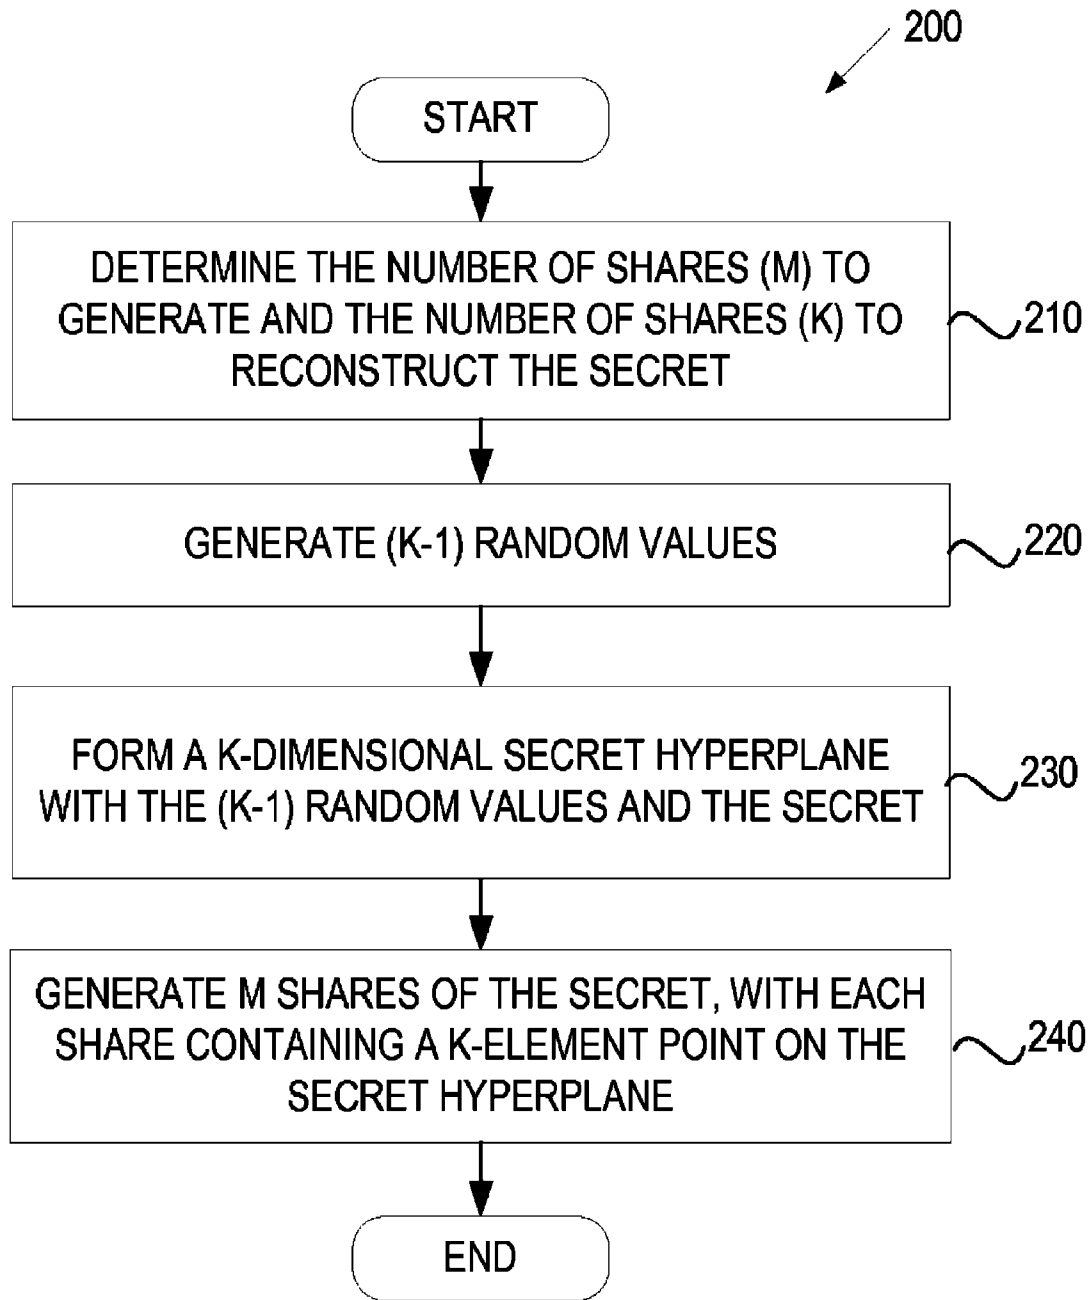 200
START
DETERMINE THE NUMBER OF SHARES (M) TO
GENERATE AND THE NUMBER OF SHARES (K) TO
RECONSTRUCT THE SECRET
210
GENERATE (K-1) RANDOM VALUES
220
FORM A K-DIMENSIONAL SECRET HYPERPLANE
WITH THE (K-1) RANDOM VALUES AND THE SECRET
230
GENERATE M SHARES OF THE SECRET, WITH EACH
SHARE CONTAINING A K-ELEMENT POINT ON THE
SECRET HYPERPLANE
240
END